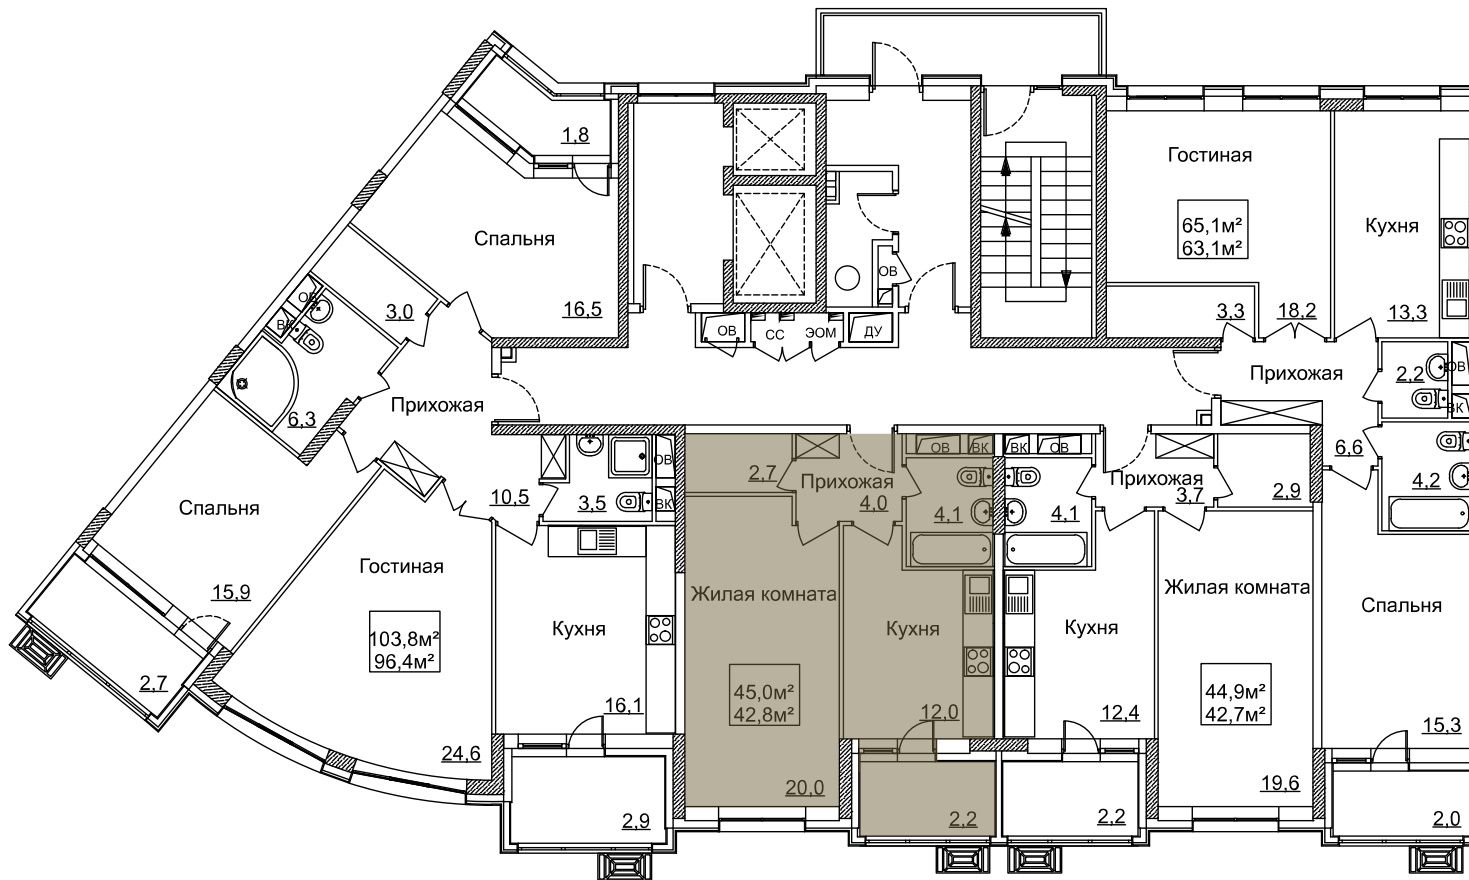 1,8
Гостиная
65,1м²
63,1м²
Кухня
Спальня
16,5
3,0
ОВ
ВК
ОВ
3,3
18,2
13,3
ОВ
СС
ЭОМ
ДУ
6,3
Прихожая
Прихожая
2,2
ОВ
ВК
10,5
3,5
ОВ
ВК
2,7
Прихожая
4,0
ОВ
ВК
4,1
ВК
ОВ
4,1
Прихожая
3,7
2,9
6,6
4,2
Спальня
15,9
2,7
Гостиная
103,8м²
96,4м²
24,6
Кухня
16,1
2,9
Жилая комната
45,0м²
42,8м²
20,0
Кухня
12,0
2,2
Кухня
12,4
2,2
Жилая комната
44,9м²
42,7м²
19,6
Спальня
15,3
2,0